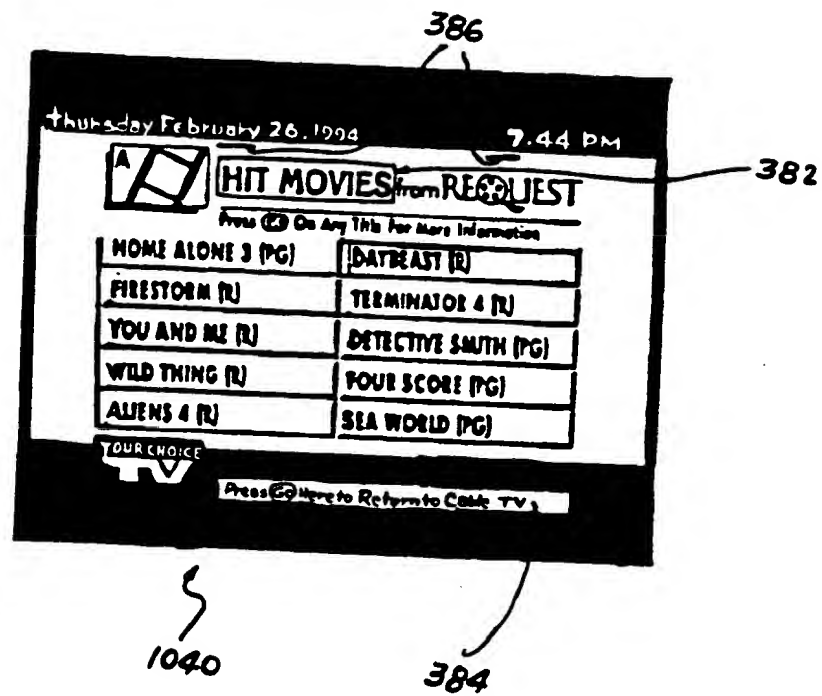 386
Thursday February 26.1994 7.44 PM
382
A
HIT MOVIES from REQUEST
Press GO On Any Title For More Information
HOME ALONE 3 (PG) DAYBEAST (R)
FIRESTORM (R) TERMINATOR 4 (R)
YOU AND ME (R) DETECTIVE SMITH (PG)
WILD THING (R) FOUR SCORE (PG)
ALIENS 4 (R) SEA WORLD (PG)
YOUR CHOICE
TV
Press GO Here to Return to Cable TV.
1040
384